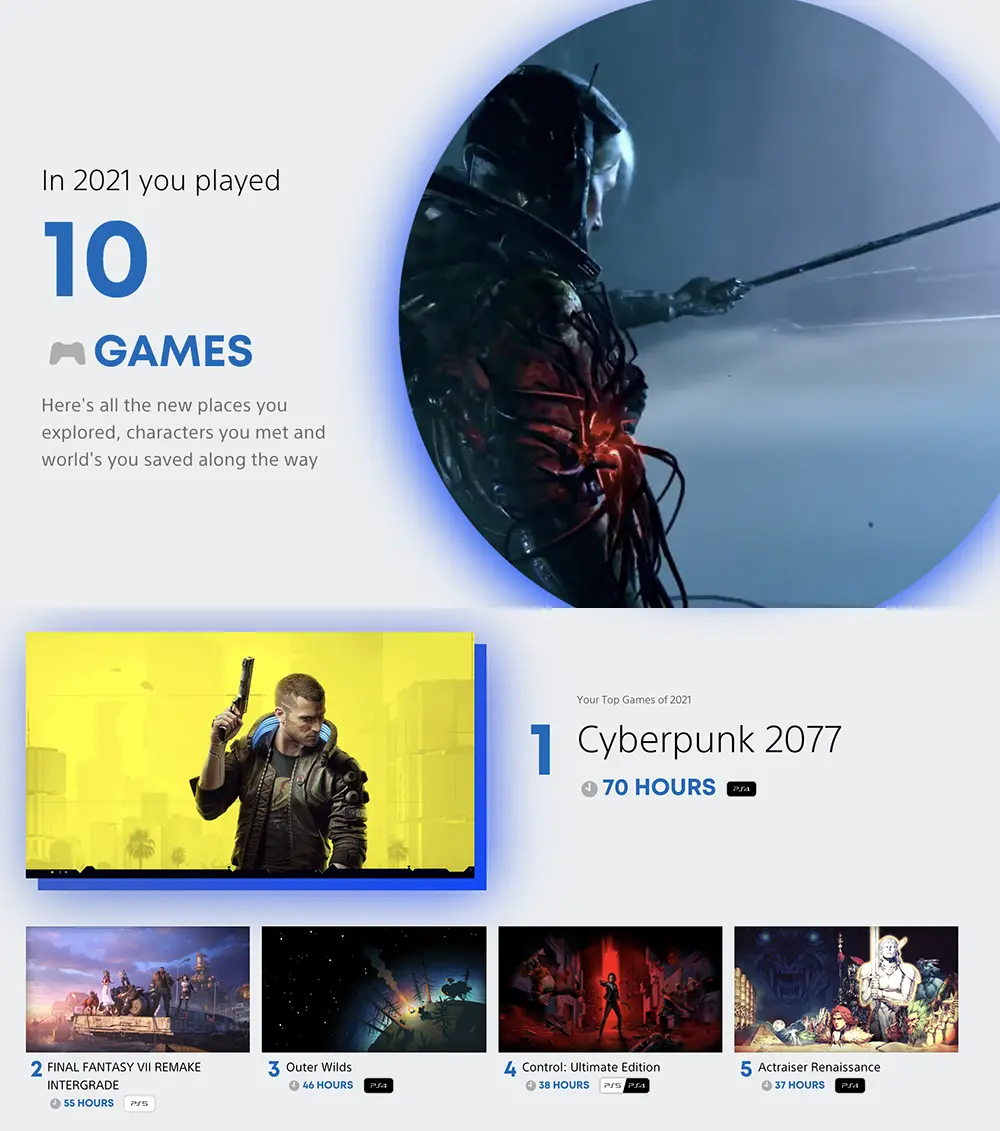 In 2021 you played
10
GAMES
Here's all the new places you
explored, characters you met and
world's you saved along the way
Your Top Games of 2021
1
Cyberpunk 2077
70 HOURS PS4
2 FINAL FANTASY VII REMAKE
INTERGRADE
55 HOURS PS5
3 Outer Wilds
46 HOURS PS4
4 Control: Ultimate Edition
38 HOURS PS5 PS4
5 Actraiser Renaissance
37 HOURS PS4